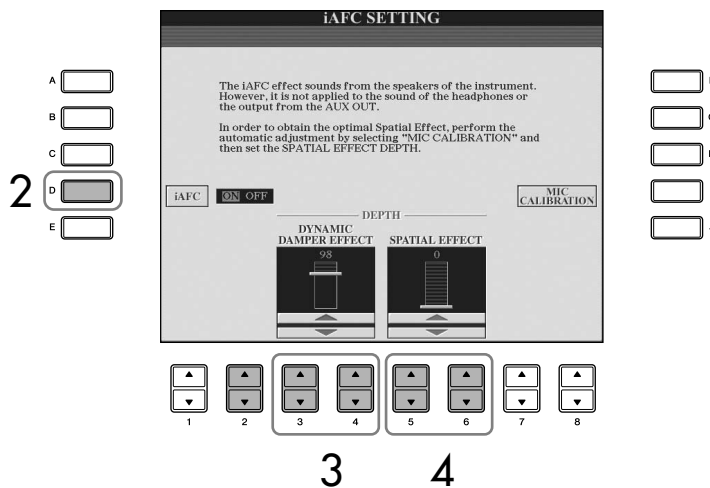 iAFC SETTING
The iAFC effect sounds from the speakers of the instrument.
However, it is not applied to the sound of the headphones or
the output from the AUX OUT.
In order to obtain the optimal Spatial Effect, perform the
automatic adjustment by selecting "MIC CALIBRATION" and
then set the SPATIAL EFFECT DEPTH.
A
B
C
2 D
E
iAFC ON OFF
MIC
CALIBRATION
DEPTH
DYNAMIC
DAMPER EFFECT SPATIAL EFFECT
98 0
1 2 3 4 5 6 7 8
3 4